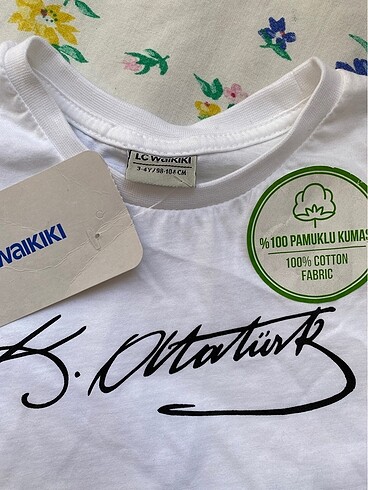 LC WAIKIKI
3-4Y/98-104 CM
WAIKIKI
%100 PAMUKLU KUMAŞ
100% COTTON
FABRIC
K. Atatürk